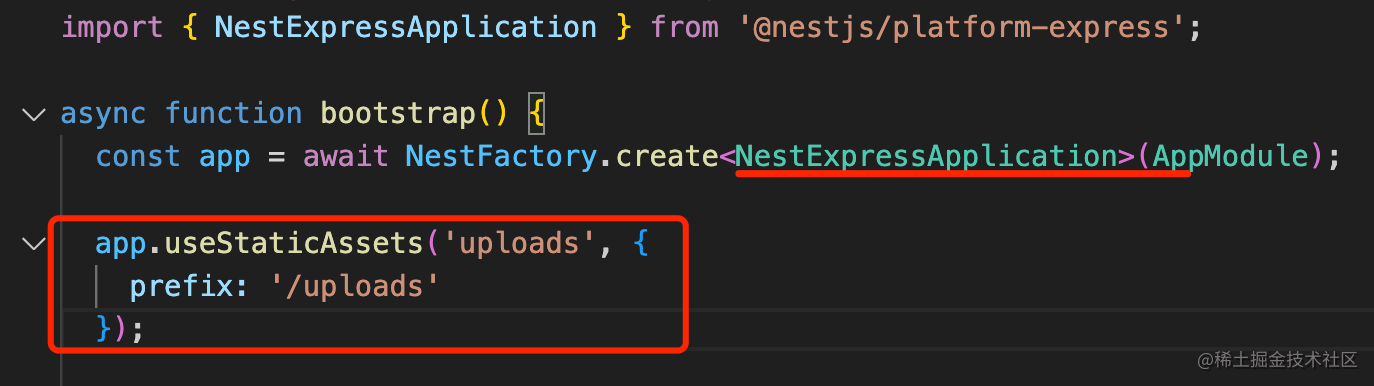 import { NestExpressApplication } from '@nestjs/platform-express';
async function bootstrap() {
const app = await NestFactory.create<NestExpressApplication>(AppModule);
app.useStaticAssets('uploads', {
prefix: '/uploads'
});
@稀土掘金技术社区